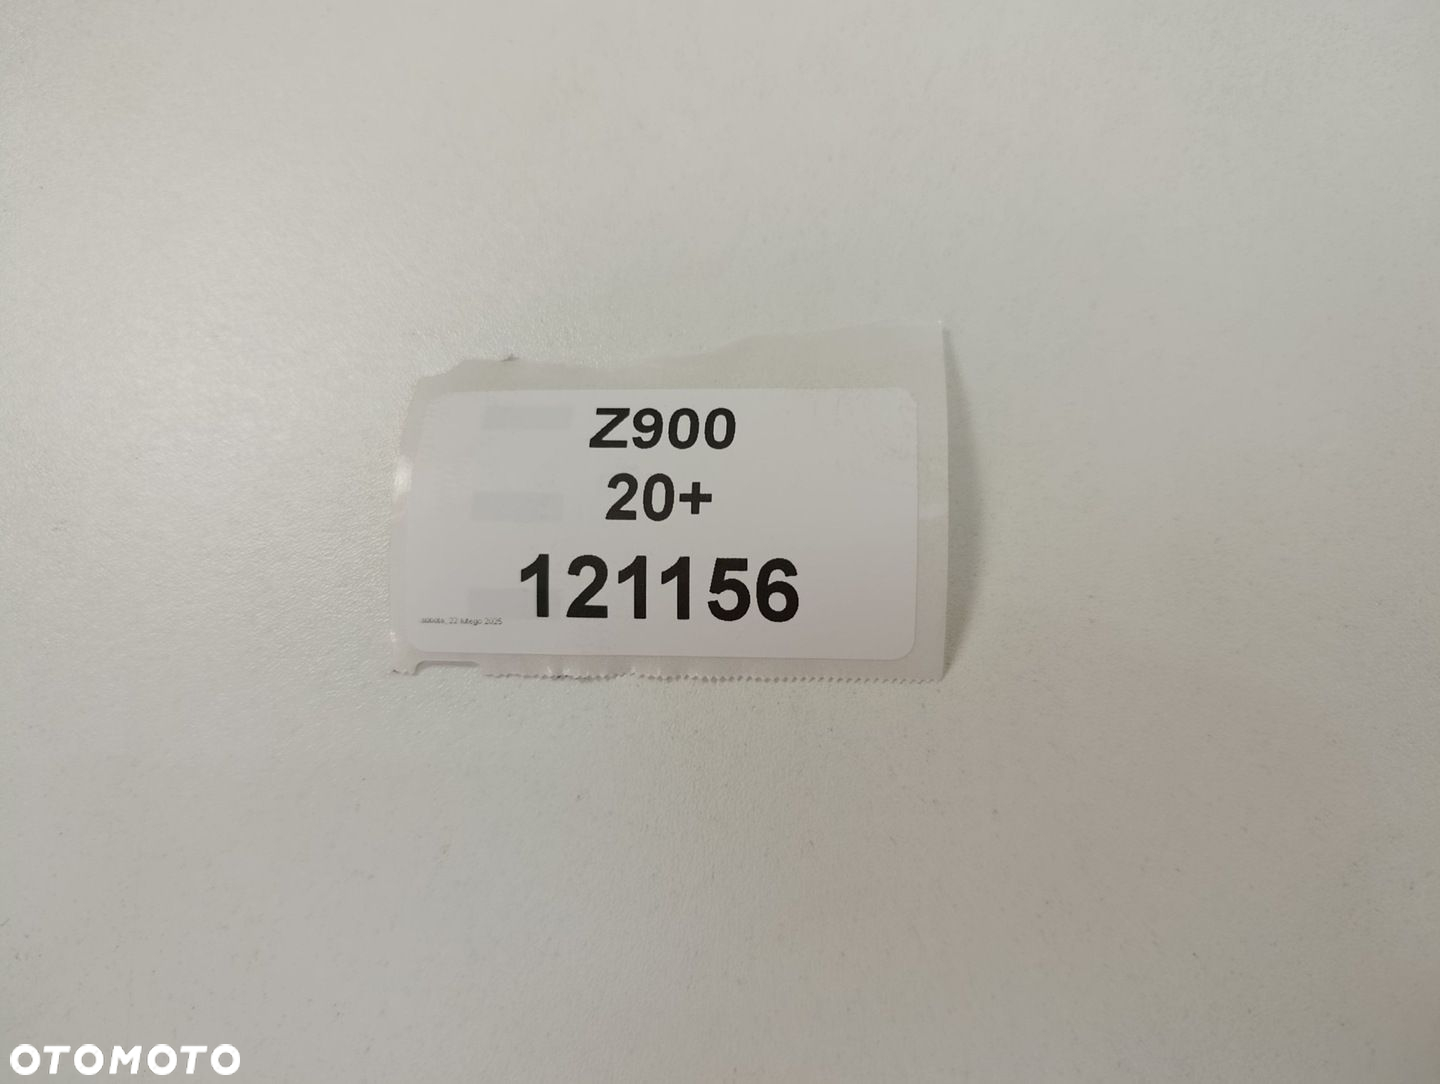 Z900
20+
121156
sobota, 22 lutego 2025
OTOMOTO